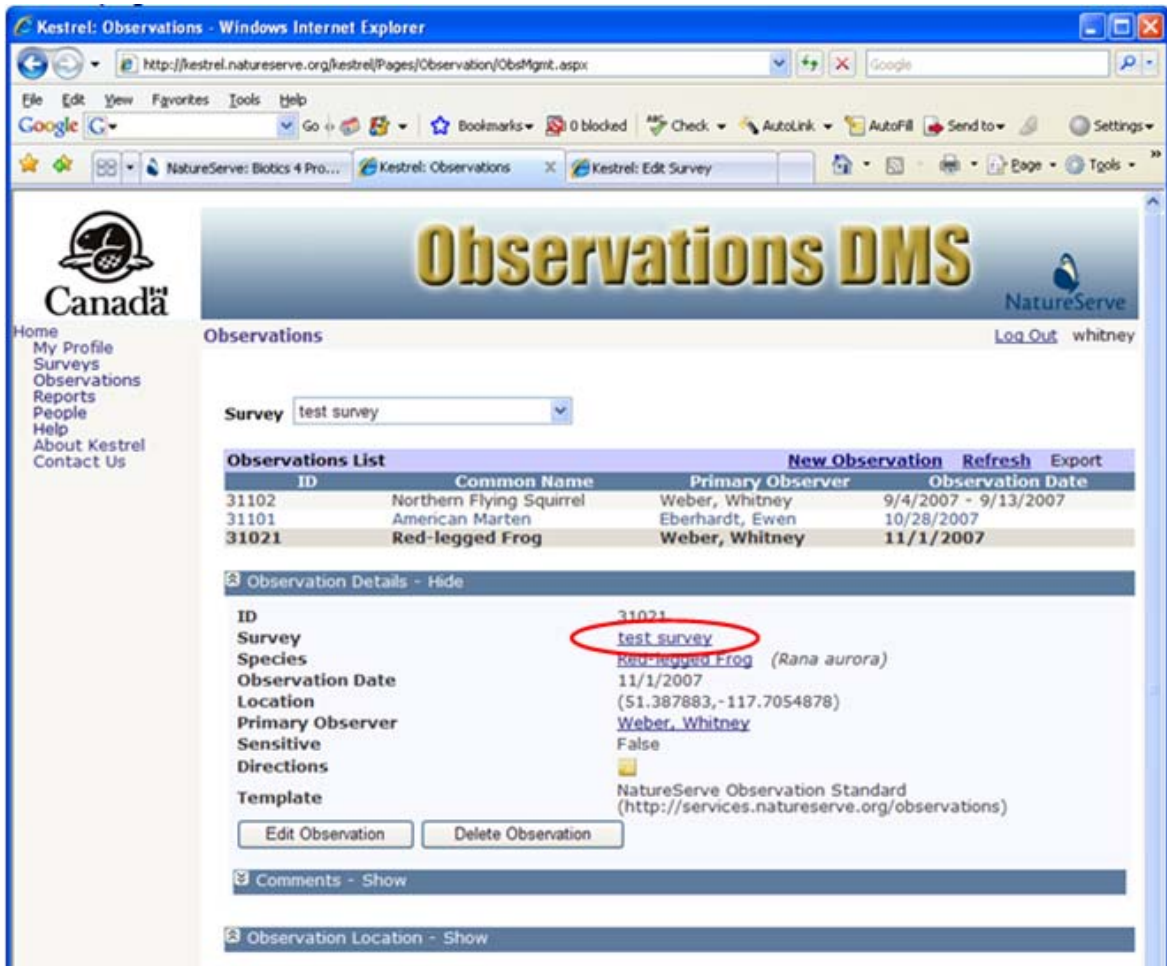 Kestrel: Observations - Windows Internet Explorer
http://kestrel.natureserve.org/kestrel/Pages/Observation/ObsMgmt.aspx
Google
File Edit View Favorites Tools Help
Google G Go Bookmarks 0 blocked Check AutoLink AutoFill Send to Settings
NatureServe: Biotics 4 Pro... Kestrel: Observations X Kestrel: Edit Survey Page Tools »
Canada
Observations DMS
NatureServe
Home
My Profile
Surveys
Observations
Reports
People
Help
About Kestrel
Contact Us
Observations Log Out whitney
Survey test survey
Observations List New Observation Refresh Export
ID Common Name Primary Observer Observation Date
31102 Northern Flying Squirrel Weber, Whitney 9/4/2007 - 9/13/2007
31101 American Marten Eberhardt, Ewen 10/28/2007
31021 Red-legged Frog Weber, Whitney 11/1/2007
Observation Details - Hide
ID 31021
Survey test survey
Species Red-legged Frog (Rana aurora)
Observation Date 11/1/2007
Location (51.387883,-117.7054878)
Primary Observer Weber, Whitney
Sensitive False
Directions
Template NatureServe Observation Standard
(http://services.natureserve.org/observations)
Edit Observation Delete Observation
Comments - Show
Observation Location - Show